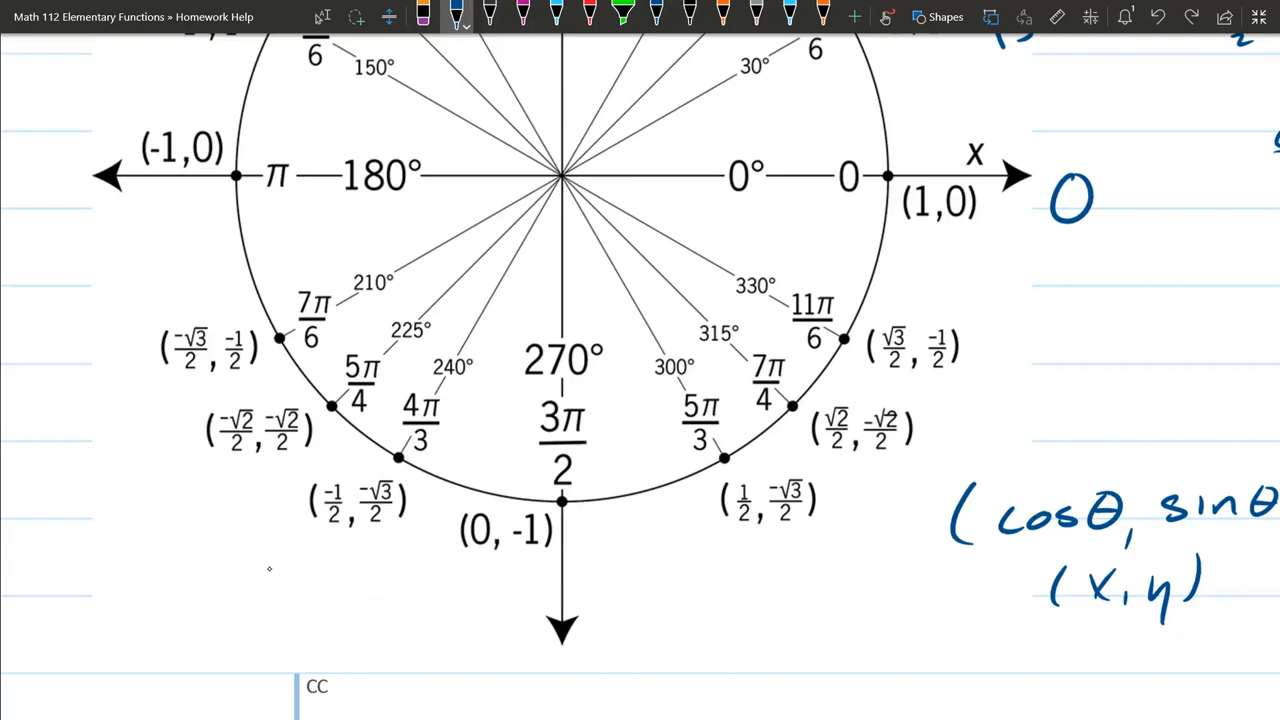 Math 112 Elementary Functions » Homework Help
Shapes
6
150°
30°
6
(-1,0)
π
180°
0°
0
x
(1,0)
0
210°
7π/6
(-√3/2, -1/2)
225°
5π/4
(-√2/2, -√2/2)
240°
4π/3
(-1/2, -√3/2)
270°
3π/2
(0, -1)
300°
5π/3
(1/2, -√3/2)
315°
7π/4
(√2/2, -√2/2)
330°
11π/6
(√3/2, -1/2)
(cosθ, sinθ
(x, y)
CC